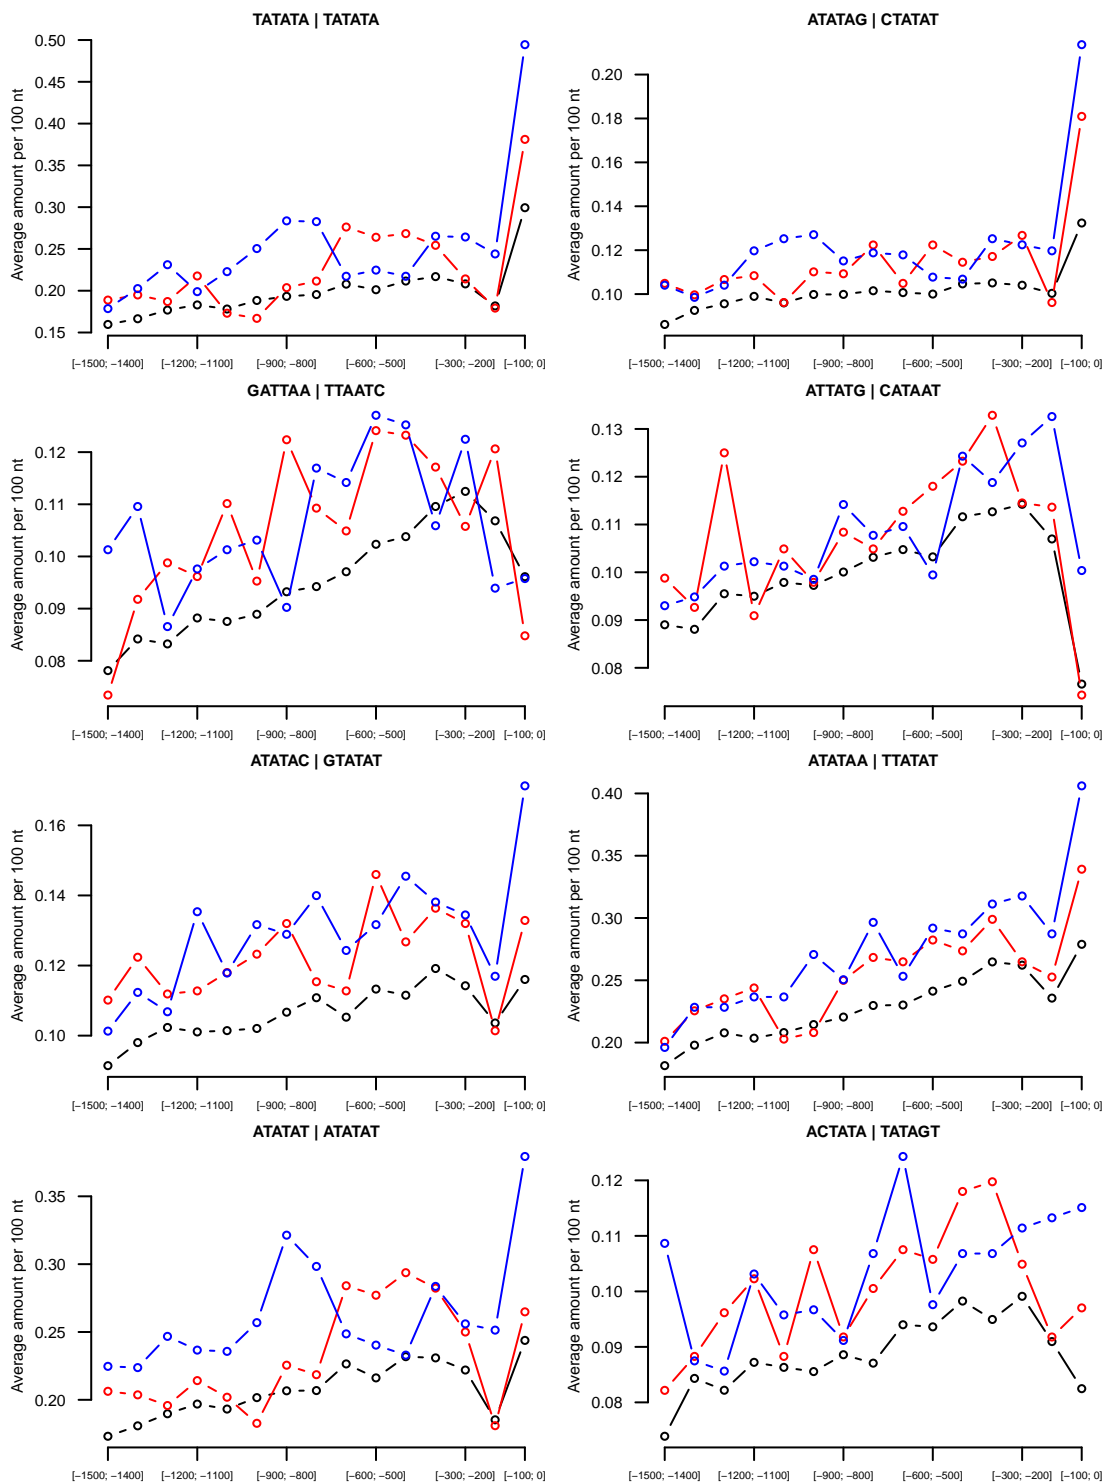 TATATA | TATATA
Average amount per 100 nt
0.50
0.45
0.40
0.35
0.30
0.25
0.20
0.15
[−1500; −1400] [−1200; −1100] [−900; −800] [−600; −500] [−300; −200] [−100; 0]
ATATAG | CTATAT
Average amount per 100 nt
0.20
0.18
0.16
0.14
0.12
0.10
[−1500; −1400] [−1200; −1100] [−900; −800] [−600; −500] [−300; −200] [−100; 0]
GATTAA | TTAATC
Average amount per 100 nt
0.12
0.11
0.10
0.09
0.08
[−1500; −1400] [−1200; −1100] [−900; −800] [−600; −500] [−300; −200] [−100; 0]
ATTATG | CATAAT
Average amount per 100 nt
0.13
0.12
0.11
0.10
0.09
0.08
[−1500; −1400] [−1200; −1100] [−900; −800] [−600; −500] [−300; −200] [−100; 0]
ATATAC | GTATAT
Average amount per 100 nt
0.16
0.14
0.12
0.10
[−1500; −1400] [−1200; −1100] [−900; −800] [−600; −500] [−300; −200] [−100; 0]
ATATAA | TTATAT
Average amount per 100 nt
0.40
0.35
0.30
0.25
0.20
[−1500; −1400] [−1200; −1100] [−900; −800] [−600; −500] [−300; −200] [−100; 0]
ATATAT | ATATAT
Average amount per 100 nt
0.35
0.30
0.25
0.20
[−1500; −1400] [−1200; −1100] [−900; −800] [−600; −500] [−300; −200] [−100; 0]
ACTATA | TATAGT
Average amount per 100 nt
0.12
0.11
0.10
0.09
0.08
[−1500; −1400] [−1200; −1100] [−900; −800] [−600; −500] [−300; −200] [−100; 0]